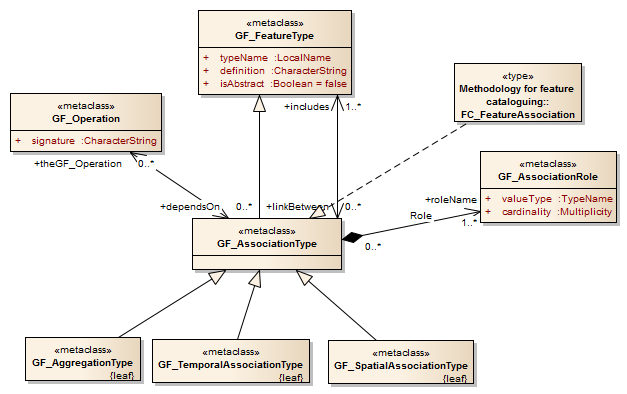 «metaclass»
GF_FeatureType
+ typeName :LocalName
+ definition :CharacterString
+ isAbstract :Boolean = false
«type»
Methodology for feature
cataloguing::
FC_FeatureAssociation
«metaclass»
GF_Operation
+ signature :CharacterString
+includes 1..*
+theGF_Operation 0..*
«metaclass»
GF_AssociationRole
+ valueType :TypeName
+ cardinality :Multiplicity
+dependsOn 0..*
+linkBetween 0..*
+roleName
Role
1..*
0..*
«metaclass»
GF_AssociationType
«metaclass»
GF_AggregationType
{leaf}
«metaclass»
GF_TemporalAssociationType
{leaf}
«metaclass»
GF_SpatialAssociationType
{leaf}